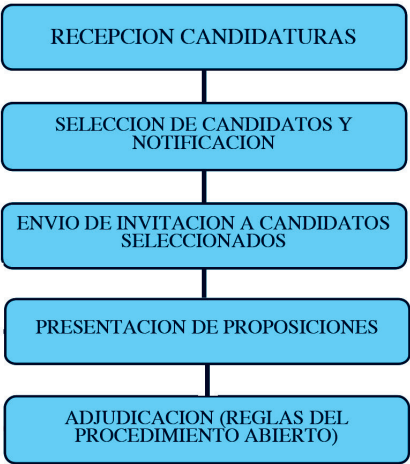 RECEPCION CANDIDATURAS
SELECCION DE CANDIDATOS Y
NOTIFICACION
ENVIO DE INVITACION A CANDIDATOS
SELECCIONADOS
PRESENTACION DE PROPOSICIONES
ADJUDICACION (REGLAS DEL
PROCEDIMIENTO ABIERTO)